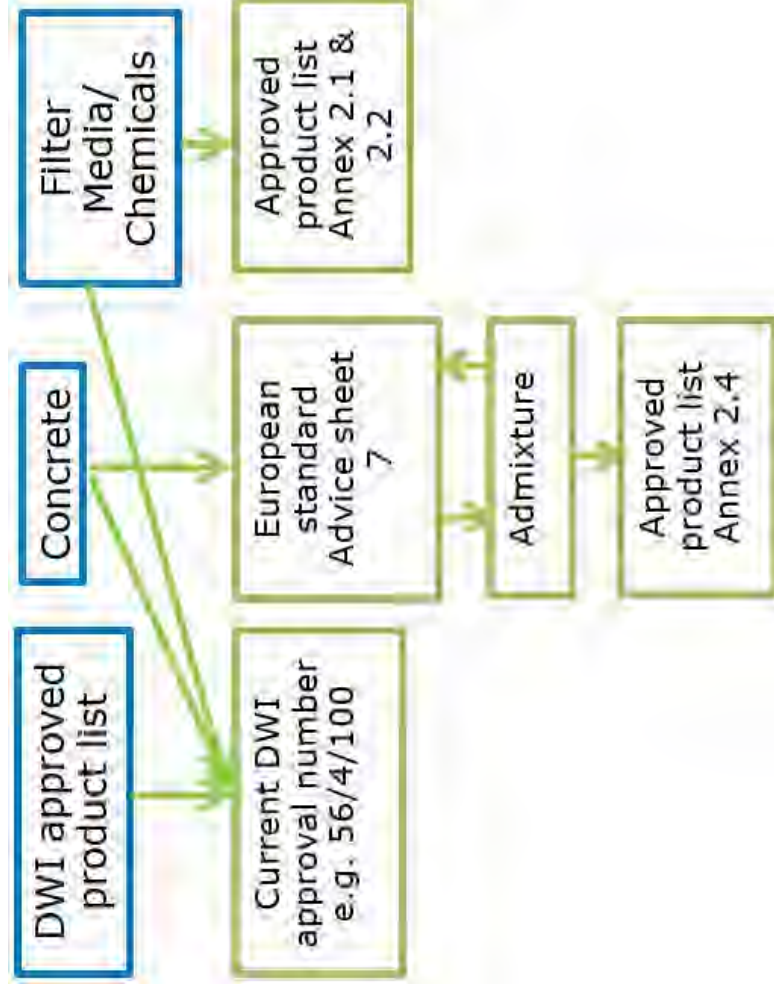 DWI approved
product list
Concrete
Filter
Media/
Chemicals
Current DWI
approval number
e.g. 56/4/100
European
standard
Advice sheet
7
Approved
product list
Annex 2.1 &
2.2
Admixture
Approved
product list
Annex 2.4